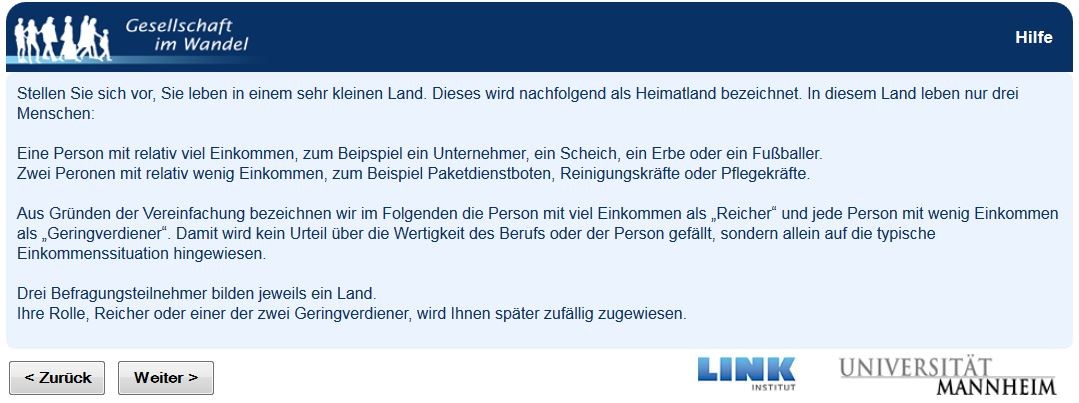 Gesellschaft
im Wandel
Hilfe
Stellen Sie sich vor, Sie leben in einem sehr kleinen Land. Dieses wird nachfolgend als Heimatland bezeichnet. In diesem Land leben nur drei
Menschen:
Eine Person mit relativ viel Einkommen, zum Beipspiel ein Unternehmer, ein Scheich, ein Erbe oder ein Fußballer.
Zwei Peronen mit relativ wenig Einkommen, zum Beispiel Paketdienstboten, Reinigungskräfte oder Pflegekräfte.
Aus Gründen der Vereinfachung bezeichnen wir im Folgenden die Person mit viel Einkommen als „Reicher“ und jede Person mit wenig Einkommen
als „Geringverdiener“. Damit wird kein Urteil über die Wertigkeit des Berufs oder der Person gefällt, sondern allein auf die typische
Einkommenssituation hingewiesen.
Drei Befragungsteilnehmer bilden jeweils ein Land.
Ihre Rolle, Reicher oder einer der zwei Geringverdiener, wird Ihnen später zufällig zugewiesen.
< Zurück
Weiter >
LINK
INSTITUT
UNIVERSITÄT
MANNHEIM